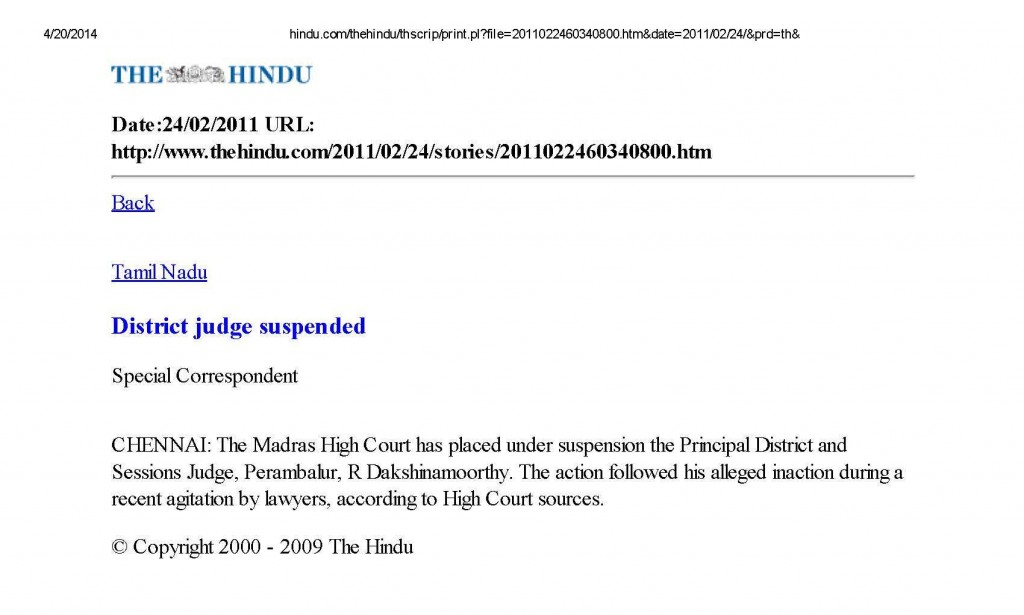 4/20/2014 hindu.com/thehindu/thscrip/print.pl?file=2011022460340800.htm&date=2011/02/24/&prd=th&
THE HINDU
Date:24/02/2011 URL:
http://www.thehindu.com/2011/02/24/stories/2011022460340800.htm
Back
Tamil Nadu
District judge suspended
Special Correspondent
CHENNAI: The Madras High Court has placed under suspension the Principal District and
Sessions Judge, Perambalur, R Dakshinamoorthy. The action followed his alleged inaction during a
recent agitation by lawyers, according to High Court sources.
© Copyright 2000 - 2009 The Hindu